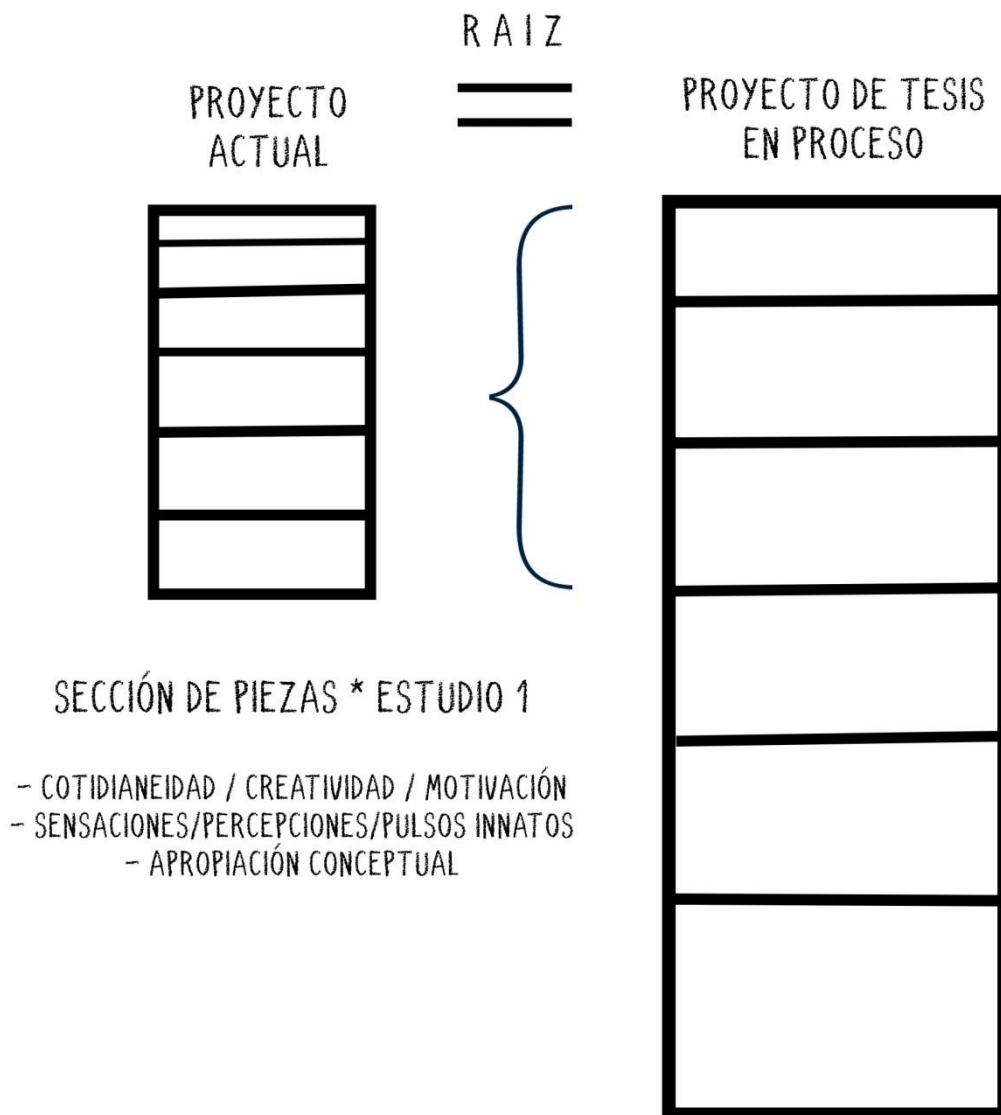 RAIZ
PROYECTO
ACTUAL
PROYECTO DE TESIS
EN PROCESO
SECCIÓN DE PIEZAS * ESTUDIO 1
- COTIDIANEIDAD / CREATIVIDAD / MOTIVACIÓN
- SENSACIONES/PERCEPCIONES/PULSOS INNATOS
- APROPIACIÓN CONCEPTUAL